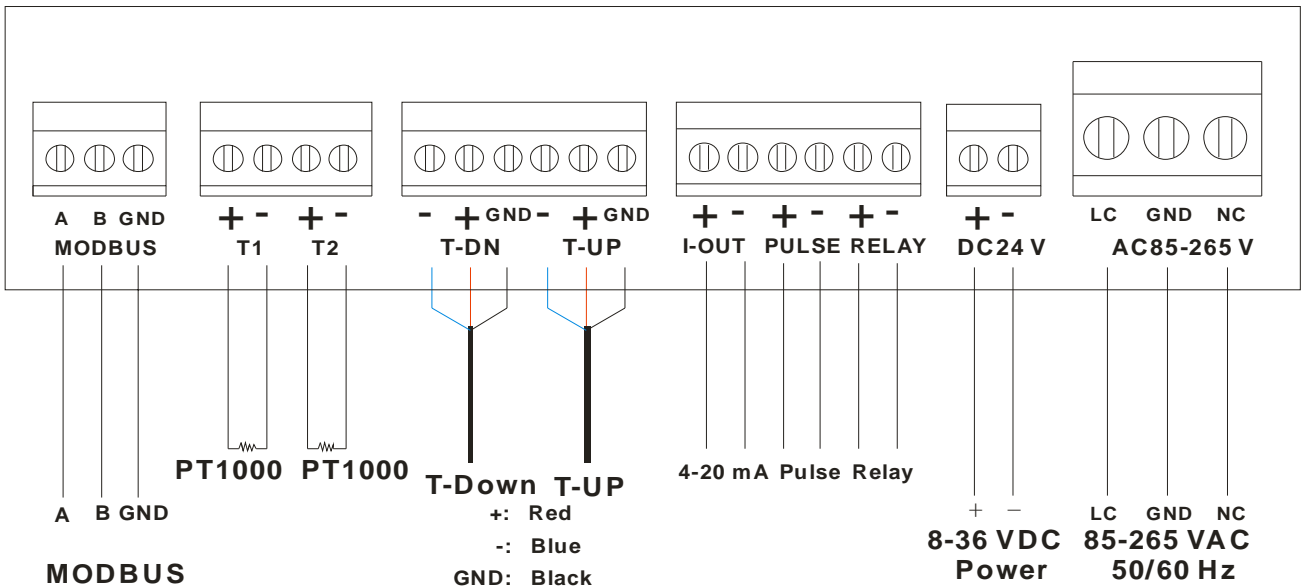 A B GND + - + - - + GND - + GND + - + - + - + - LC GND NC
MODBUS T1 T2 T-DN T-UP I-OUT PULSE RELAY DC24 V AC85-265 V
PT1000 PT1000 T-Down T-UP 4-20 mA Pulse Relay
A B GND +: Red + - LC GND NC
-: Blue 8-36 VDC 85-265 VAC
MODBUS GND: Black Power 50/60 Hz